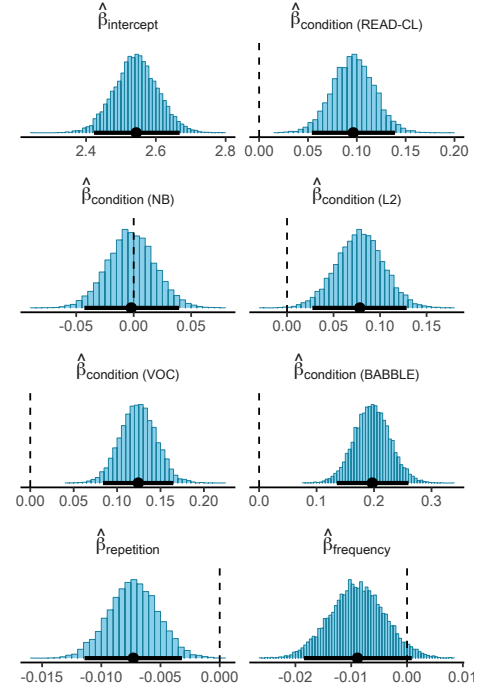 β̂intercept
β̂condition (READ-CL)
2.4 2.6 2.8
0.00 0.05 0.10 0.15 0.20
β̂condition (NB)
β̂condition (L2)
-0.05 0.00 0.05
0.00 0.05 0.10 0.15
β̂condition (VOC)
β̂condition (BABBLE)
0.00 0.05 0.10 0.15 0.20
0.0 0.1 0.2 0.3
β̂repetition
β̂frequency
-0.015 -0.010 -0.005 0.000
-0.02 -0.01 0.00 0.01